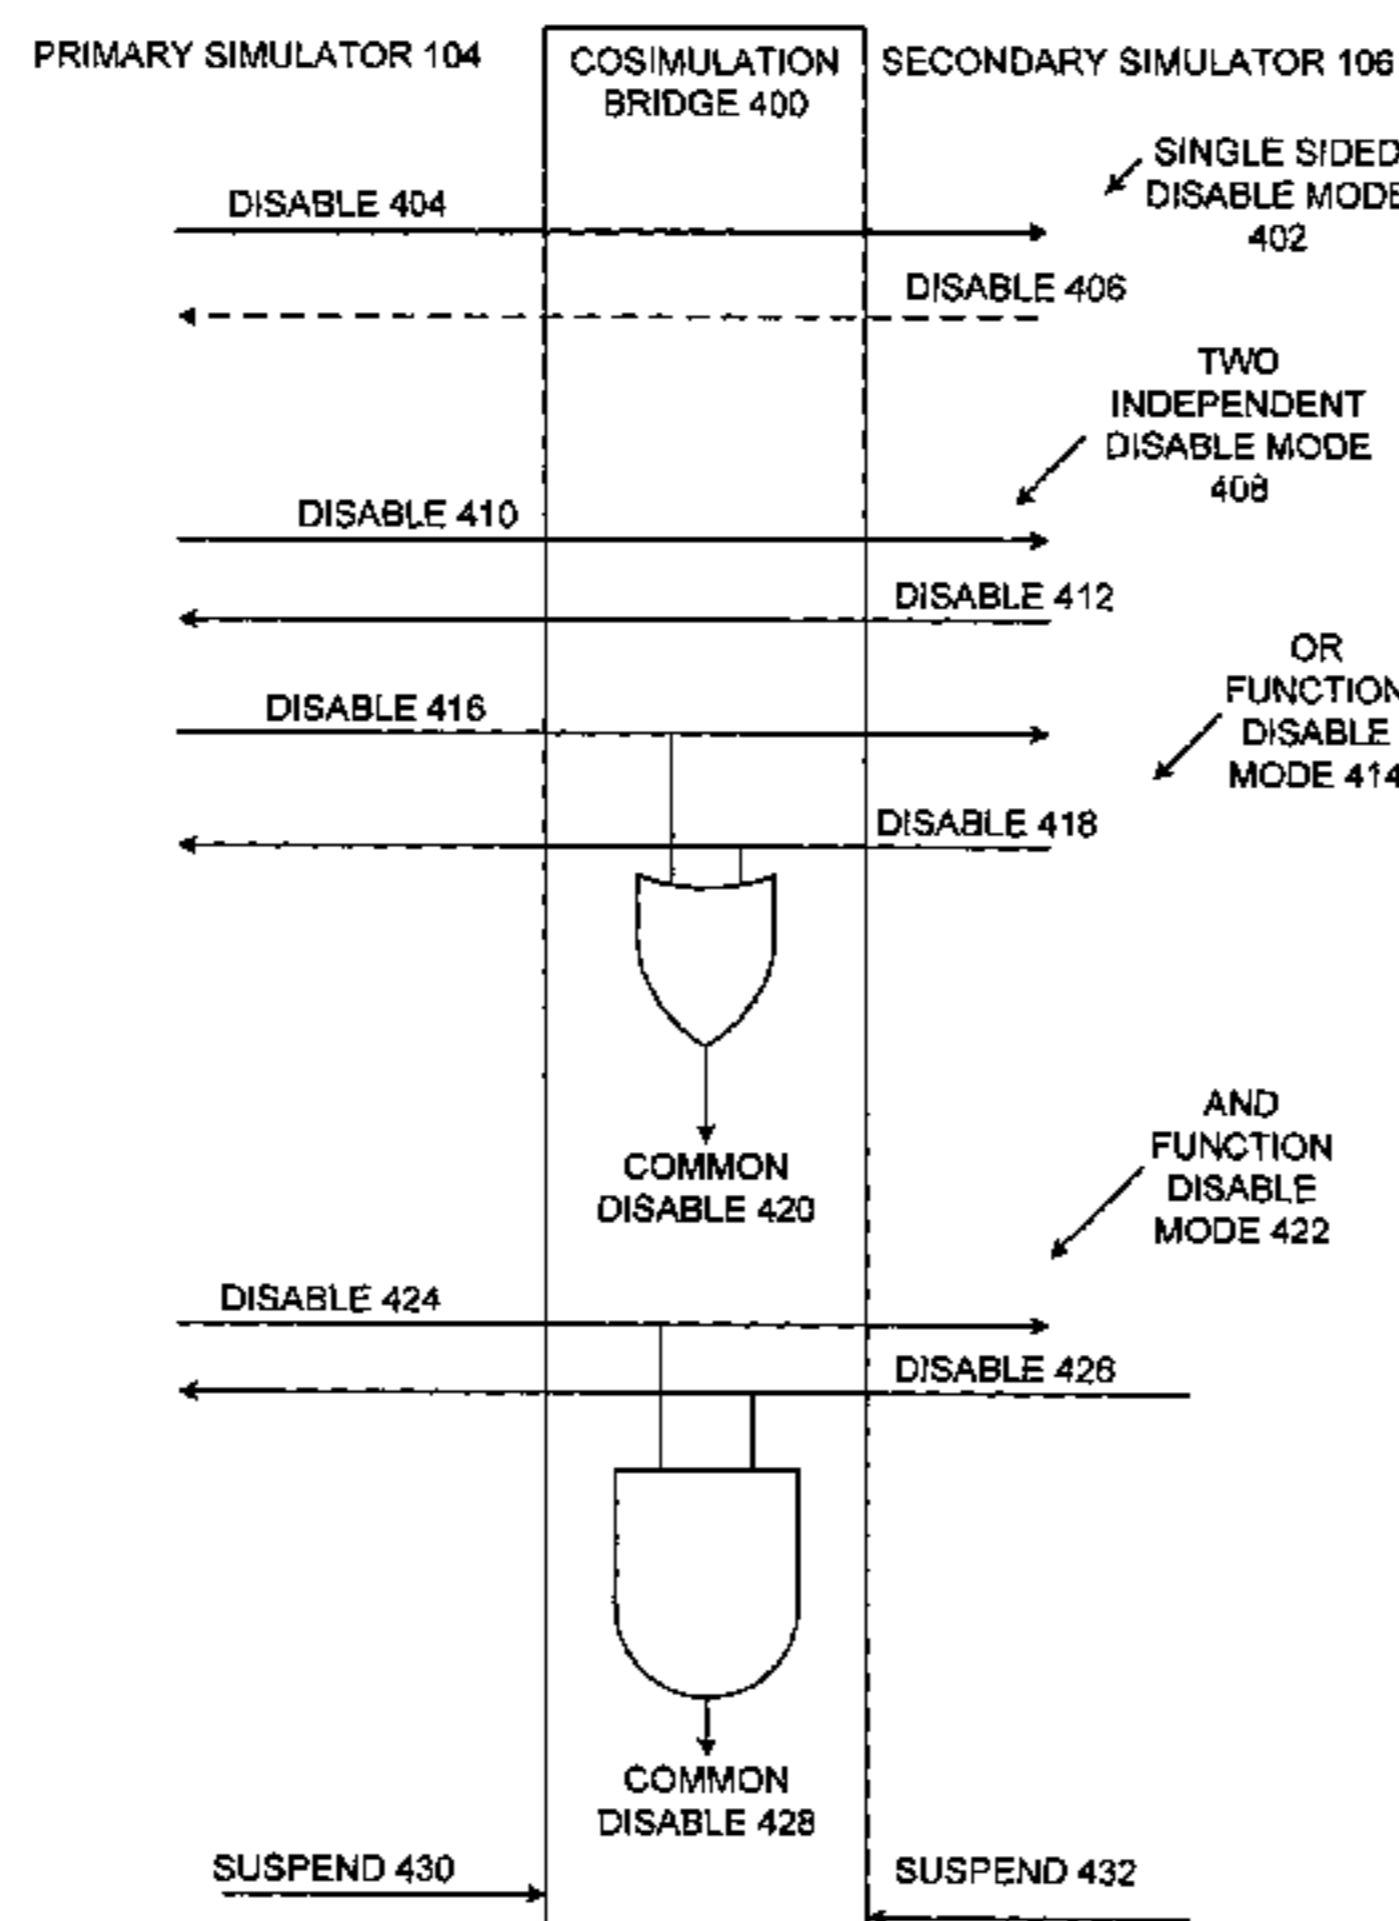 PRIMARY SIMULATOR 104
COSIMULATION
BRIDGE 400
SECONDARY SIMULATOR 106
SINGLE SIDED
DISABLE MODE
402
DISABLE 404
DISABLE 406
TWO
INDEPENDENT
DISABLE MODE
408
DISABLE 410
DISABLE 412
OR
FUNCTION
DISABLE
MODE 414
DISABLE 416
DISABLE 418
COMMON
DISABLE 420
AND
FUNCTION
DISABLE
MODE 422
DISABLE 424
DISABLE 426
COMMON
DISABLE 428
SUSPEND 430
SUSPEND 432